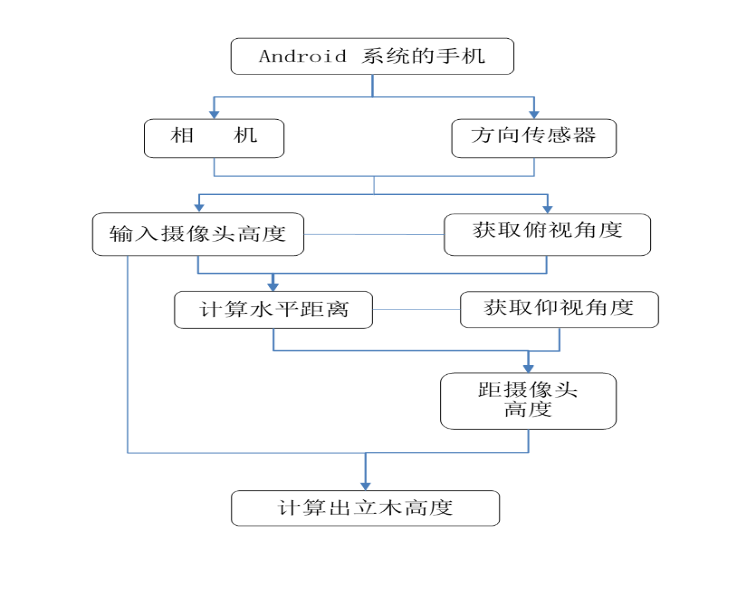 Android 系统的手机
相 机
方向传感器
输入摄像头高度
获取俯视角度
计算水平距离
获取仰视角度
距摄像头
高度
计算出立木高度